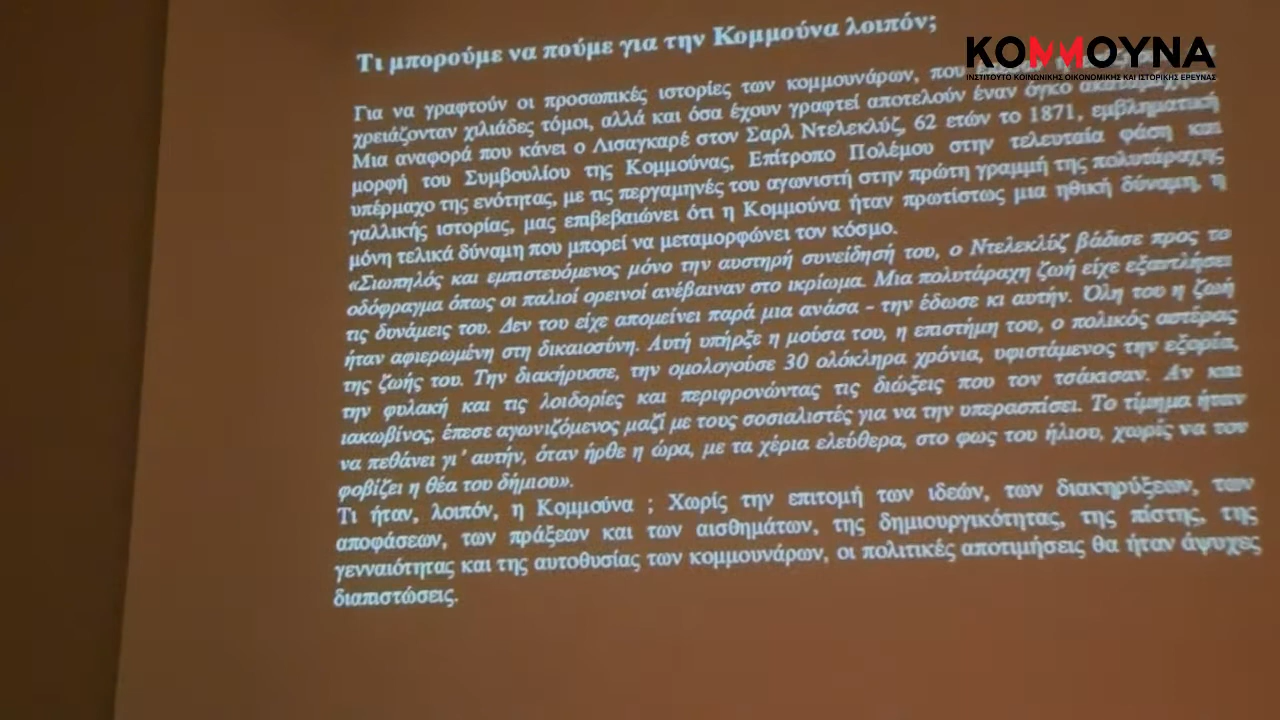 Τι μπορούμε να πούμε για την Κομμούνα λοιπόν;
ΚΟΜΜΟΥΝΑ
ΙΝΣΤΙΤΟΥΤΟ ΚΟΙΝΩΝΙΚΗΣ ΟΙΚΟΝΟΜΙΚΗΣ ΚΑΙ ΙΣΤΟΡΙΚΗΣ ΕΡΕΥΝΑΣ
Για να γραφτούν οι προσωπικές ιστορίες των κομμουνάρων, που
χρειάζονταν χιλιάδες τόμοι, αλλά και όσα έχουν γραφτεί αποτελούν έναν όγκο
Μια αναφορά που κάνει ο Λισαγκαρέ στον Σαρλ Ντελεκλύζ, 62 ετών το 1871, εμβληματική
μορφή του Συμβουλίου της Κομμούνας, Επίτροπο Πολέμου στην τελευταία φάση και
υπέρμαχο της ενότητας, με τις περγαμηνές του αγωνιστή στην πρώτη γραμμή της πολυτάραχης
γαλλικής ιστορίας, μας επιβεβαιώνει ότι η Κομμούνα ήταν πρωτίστως μια ηθική δύναμη, η
μόνη τελικά δύναμη που μπορεί να μεταμορφώνει τον κόσμο.
«Σιωπηλός και εμπιστευόμενος μόνο την αυστηρή συνείδησή του, ο Ντελεκλύζ βάδισε προς το
οδόφραγμα όπως οι παλιοί ορεινοί ανέβαιναν στο ικρίωμα. Μια πολυτάραχη ζωή είχε εξαντλήσει
τις δυνάμεις του. Δεν του είχε απομείνει παρά μια ανάσα – την έδωσε κι αυτήν. Όλη του η ζωή
ήταν αφιερωμένη στη δικαιοσύνη. Αυτή υπήρξε η μούσα του, η επιστήμη του, ο πολικός αστέρας
της ζωής του. Την διακήρυσσε, την ομολογούσε 30 ολόκληρα χρόνια, υφιστάμενος την εξορία,
την φυλακή και τις λοιδορίες και περιφρονώντας τις διώξεις που τον τσάκισαν. Αν και
ιακωβίνος, έπεσε αγωνιζόμενος μαζί με τους σοσιαλιστές για να την υπερασπίσει. Το τίμημα ήταν
να πεθάνει γι' αυτήν, όταν ήρθε η ώρα, με τα χέρια ελεύθερα, στο φως του ήλιου, χωρίς να τον
φοβίζει η θέα του δήμιου».
Τι ήταν, λοιπόν, η Κομμούνα ; Χωρίς την επιτομή των ιδεών, των διακηρύξεων, των
αποφάσεων, των πράξεων και των αισθημάτων, της δημιουργικότητας, της πίστης, της
γενναιότητας και της αυτοθυσίας των κομμουνάρων, οι πολιτικές αποτιμήσεις θα ήταν άψυχες
διαπιστώσεις.